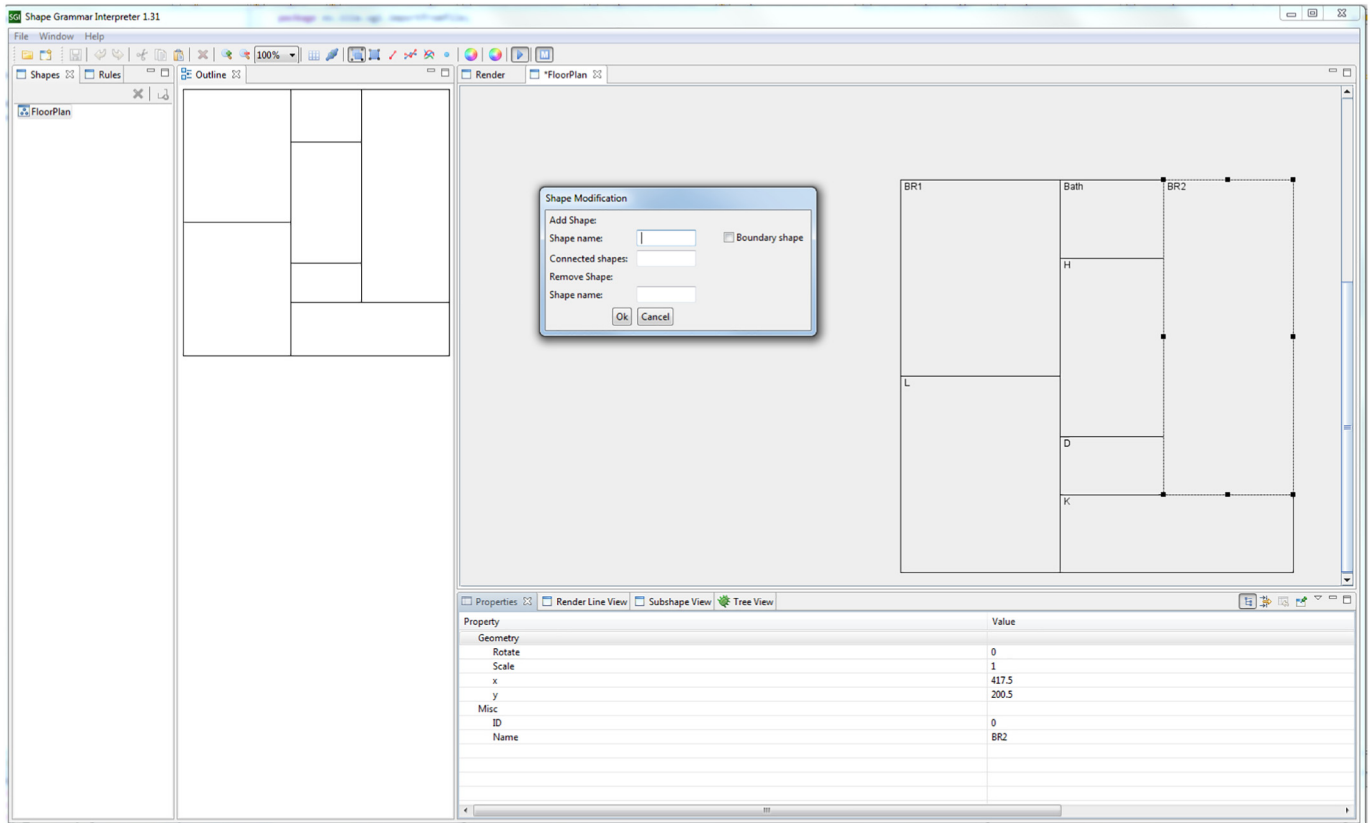 Shape Grammar Interpreter 1.31
File Window Help
100%
Shapes Rules
Outline
Render *FloorPlan
FloorPlan
Shape Modification
Add Shape:
Shape name: Boundary shape
Connected shapes:
Remove Shape:
Shape name:
Ok Cancel
BR1 Bath BR2
H
L
D
K
Properties Render Line View Subshape View Tree View
Property Value
Geometry
Rotate 0
Scale 1
x 417.5
y 200.5
Misc
ID 0
Name BR2